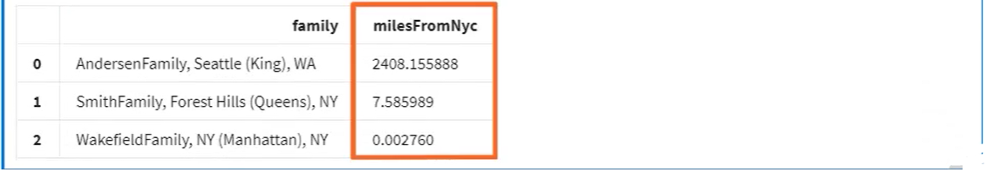 family milesFromNyc
0 AndersenFamily, Seattle (King), WA 2408.155888
1 SmithFamily, Forest Hills (Queens), NY 7.585989
2 WakefieldFamily, NY (Manhattan), NY 0.002760